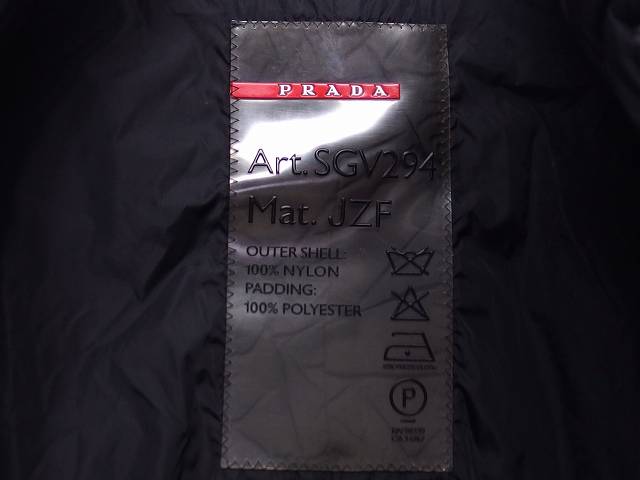 PRADA
Art. SGV294
Mat. JZF
OUTER SHELL:
100% NYLON
PADDING:
100% POLYESTER
P